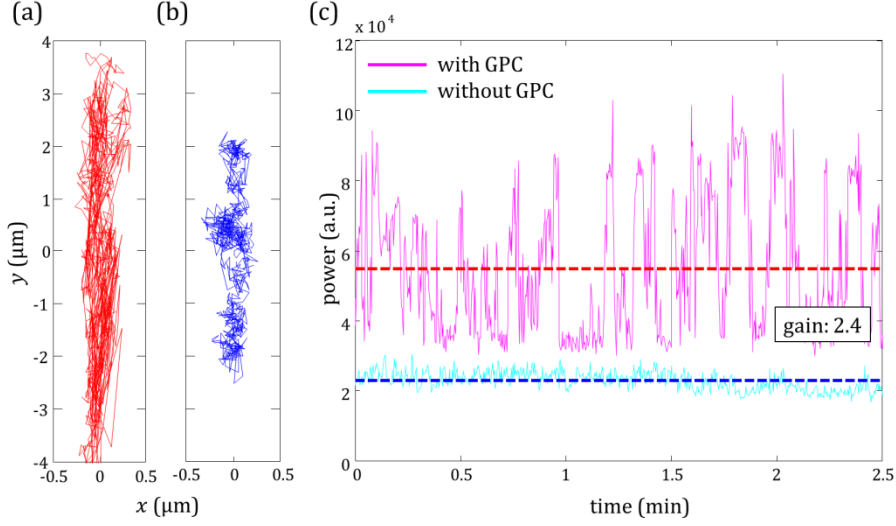 (a)
(b)
(c)
4
3
2
1
0
-1
-2
-3
-4
y (μm)
-0.5
0
0.5
-0.5
0
0.5
x (μm)
x 10⁴
12
10
8
6
4
2
0
power (a.u.)
with GPC
without GPC
gain: 2.4
0
0.5
1
1.5
2
2.5
time (min)